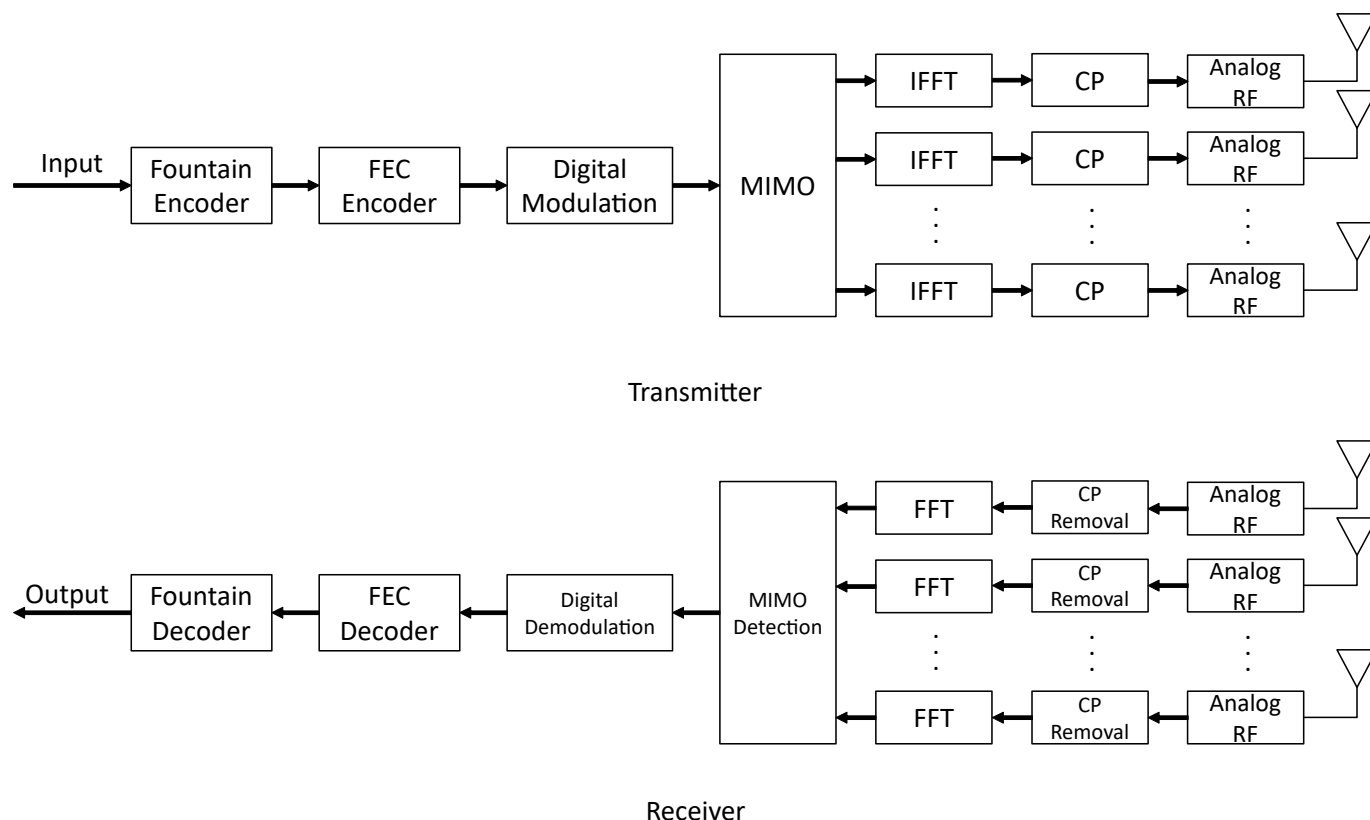 Input
Fountain
Encoder
FEC
Encoder
Digital
Modulation
MIMO
IFFT
CP
Analog
RF
IFFT
CP
Analog
RF
IFFT
CP
Analog
RF
Transmitter
Output
Fountain
Decoder
FEC
Decoder
Digital
Demodulation
MIMO
Detection
FFT
CP
Removal
Analog
RF
FFT
CP
Removal
Analog
RF
FFT
CP
Removal
Analog
RF
Receiver